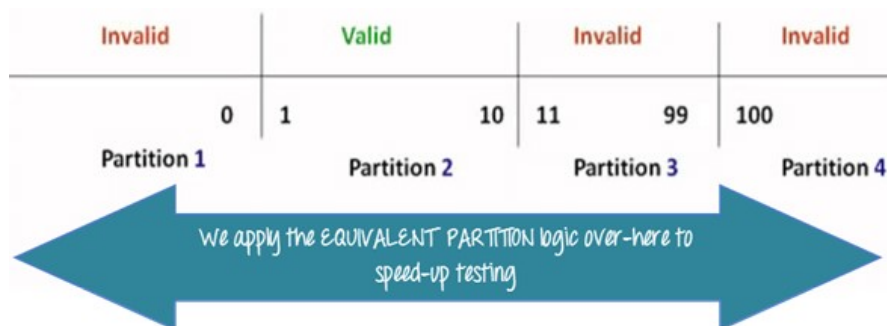 Invalid Valid Invalid Invalid
0 1 10 11 99 100
Partition 1 Partition 2 Partition 3 Partition 4
We apply the EQUIVALENT PARTITION logic over-here to
speed-up testing